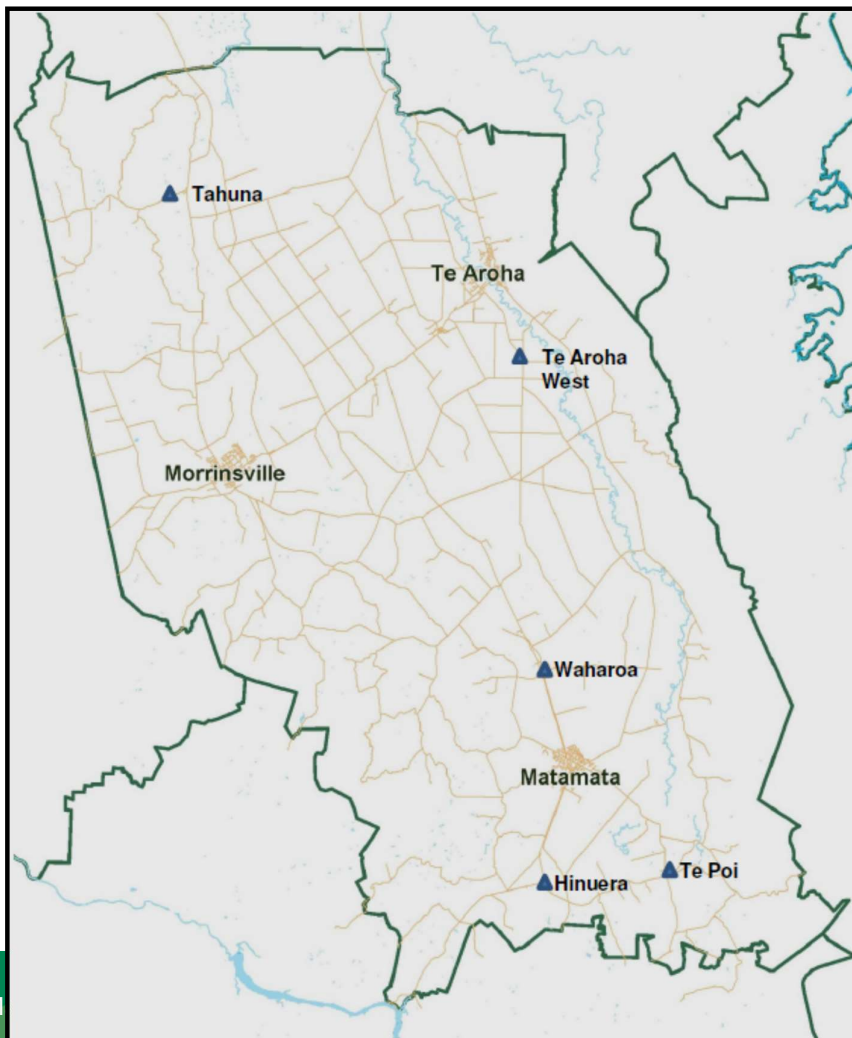 Tahuna
Te Aroha
Te Aroha
West
Morrinsville
Waharoa
Matamata
Te Poi
Hinuera